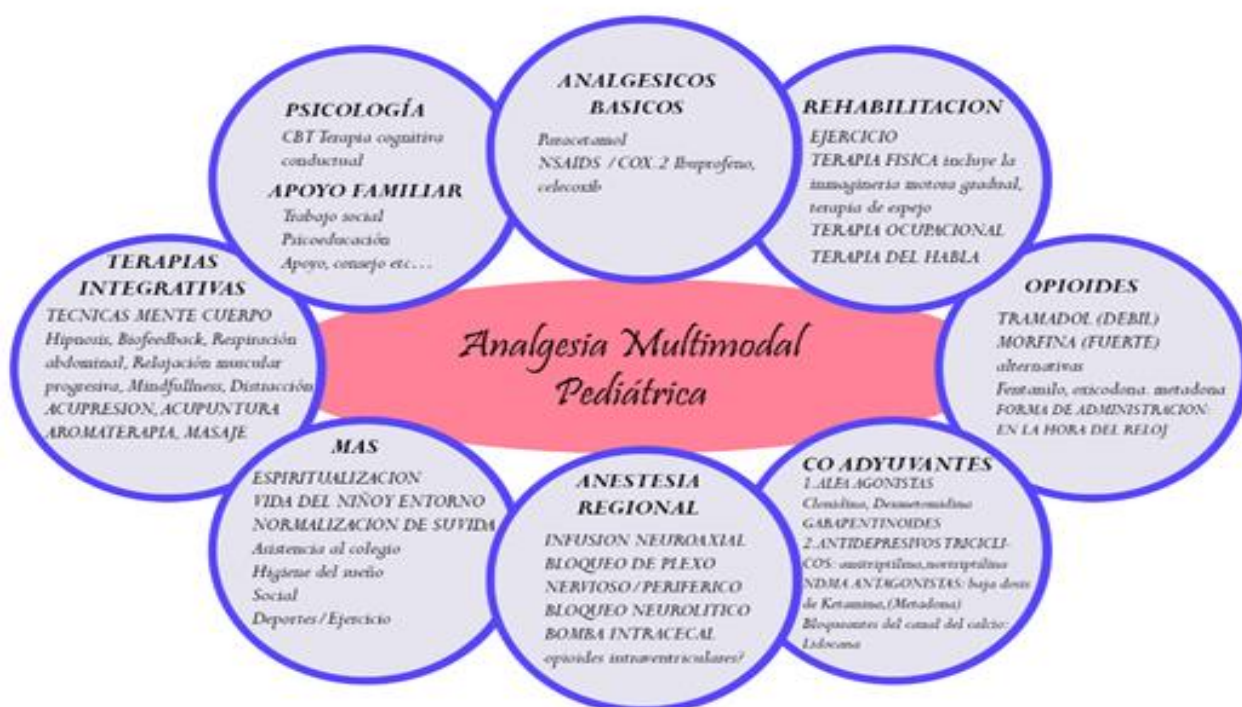 PSICOLOGÍA
CBT Terapia cognitiva
conductual
APOYO FAMILIAR
Trabajo social
Psicoeducación
Apoyo, consejo etc…
ANALGESICOS
BASICOS
Paracetamol
NSAIDS / COX.2 Ibuprofeno,
celecoxib
REHABILITACION
EJERCICIO
TERAPIA FISICA incluye la
inmagineria motora gradual,
terapia de espejo
TERAPIA OCUPACIONAL
TERAPIA DEL HABLA
TERAPIAS
INTEGRATIVAS
TECNICAS MENTE CUERPO
Hipnosis, Biofeedback, Respiración
abdominal, Relajación muscular
progresiva, Mindfullness, Distracción,
ACUPRESION, ACUPUNTURA
AROMATERAPIA, MASAJE
Analgesia Multimodal
Pediátrica
OPIOIDES
TRAMADOL (DEBIL)
MORFINA (FUERTE)
alternativas
Fentanilo, oxicodona. metadona
FORMA DE ADMINISTRACION:
EN LA HORA DEL RELOJ
MAS
ESPIRITUALIZACION
VIDA DEL NIÑO Y ENTORNO
NORMALIZACION DE SU VIDA
Asistencia al colegio
Higiene del sueño
Social
Deportes / Ejercicio
ANESTESIA
REGIONAL
INFUSION NEUROAXIAL
BLOQUEO DE PLEXO
NERVIOSO / PERIFERICO
BLOQUEO NEUROLITICO
BOMBA INTRACECAL
opioides intraventriculares?
CO ADYUVANTES
1. ALFA AGONISTAS
Clonidina, Dexmetomidina
GABAPENTINOIDES
2. ANTIDEPRESIVOS TRICICLI-
COS: amitriptilina, nortriptilina
NDMA ANTAGONISTAS: baja dosis
de Ketamina, (Metadona)
Bloqueantes del canal del calcio:
Lidocana